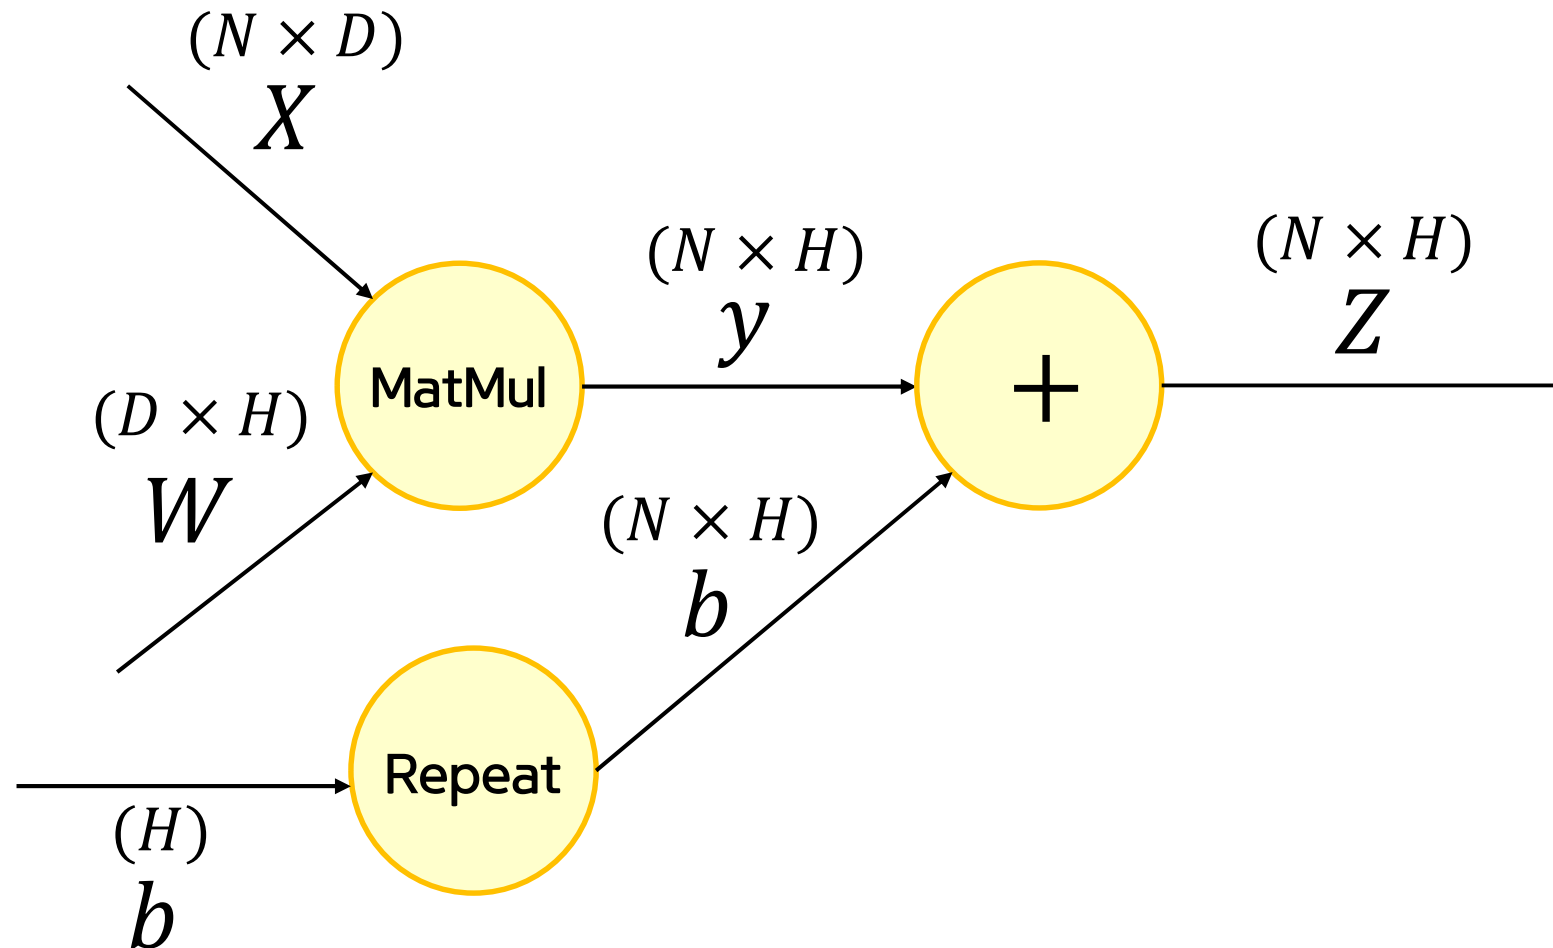 (N × D)
X
(N × H)
y
(N × H)
Z
MatMul
+
(D × H)
W
(N × H)
b
Repeat
(H)
b